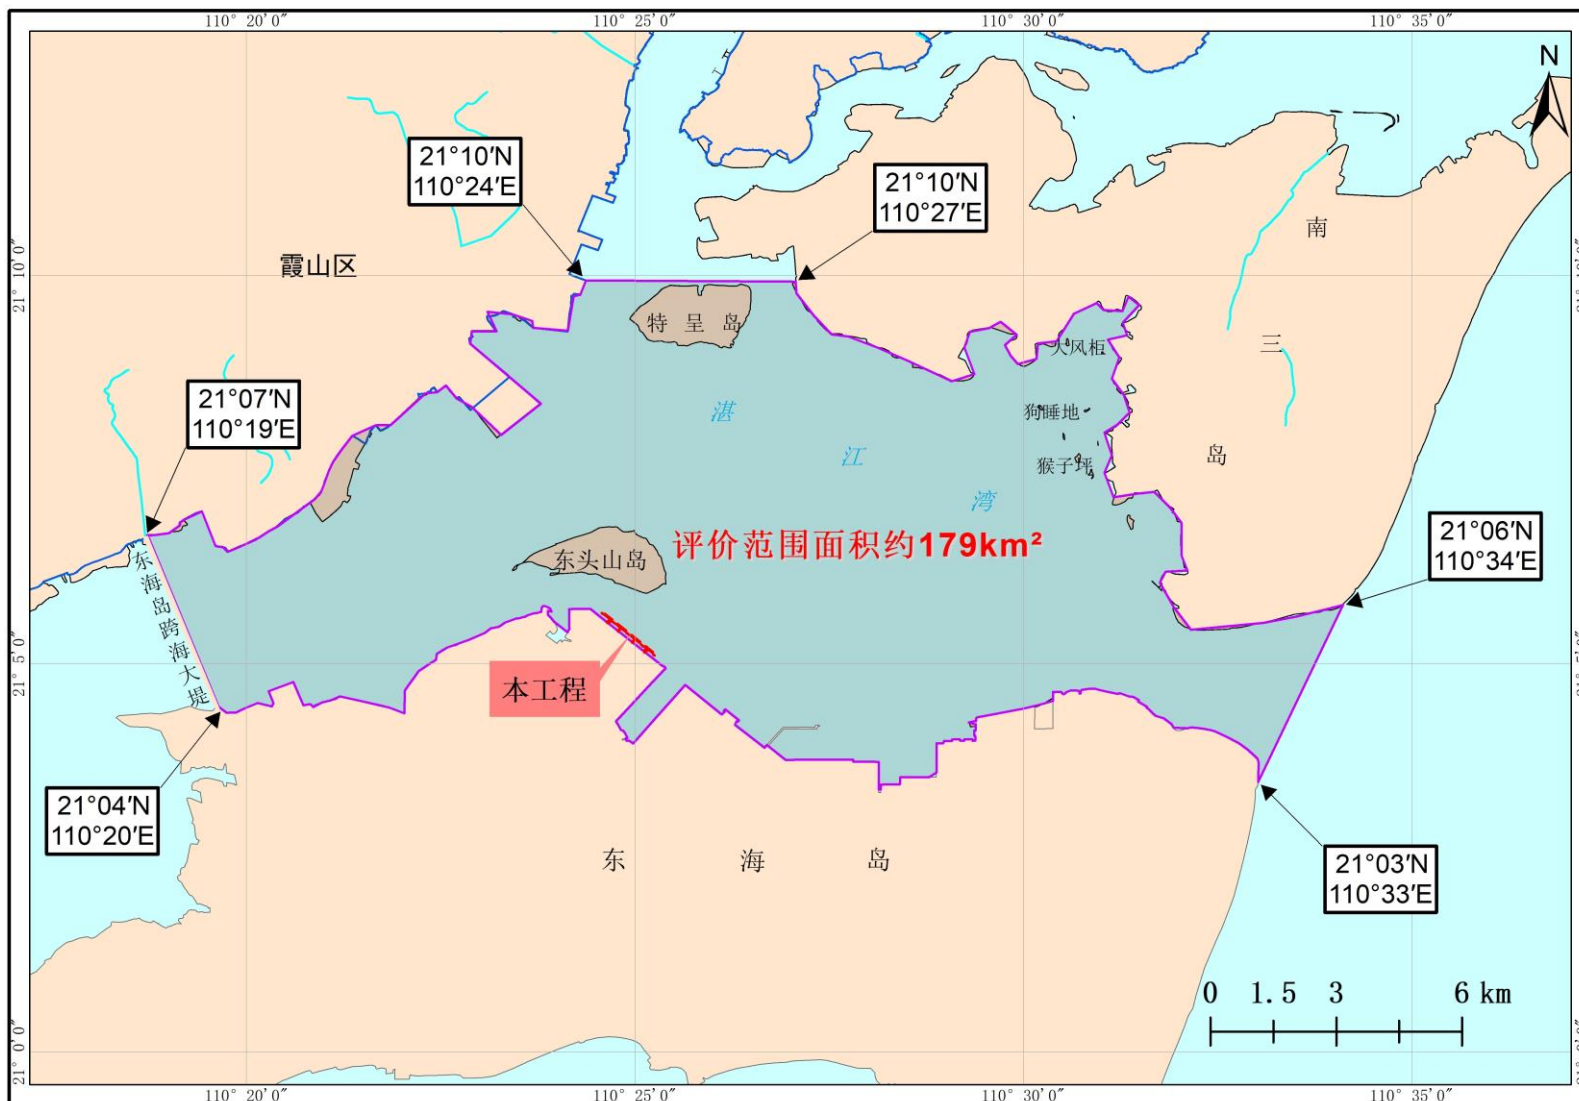 110° 20′0″
110° 25′0″
110° 30′0″
110° 35′0″
N
21°10′N
110°24′E
21°10′N
110°27′E
南
霞山区
21° 10′0″
特 呈 岛
三
大风柜
21°07′N
110°19′E
湛
狗睡地
江
岛
猴子坪
湾
21°06′N
110°34′E
评价范围面积约179km²
东头山岛
东海岛跨海大堤
21° 5′0″
本工程
21°04′N
110°20′E
东 海 岛
21°03′N
110°33′E
0 1.5 3 6 km
21° 0′0″
110° 20′0″
110° 25′0″
110° 30′0″
110° 35′0″